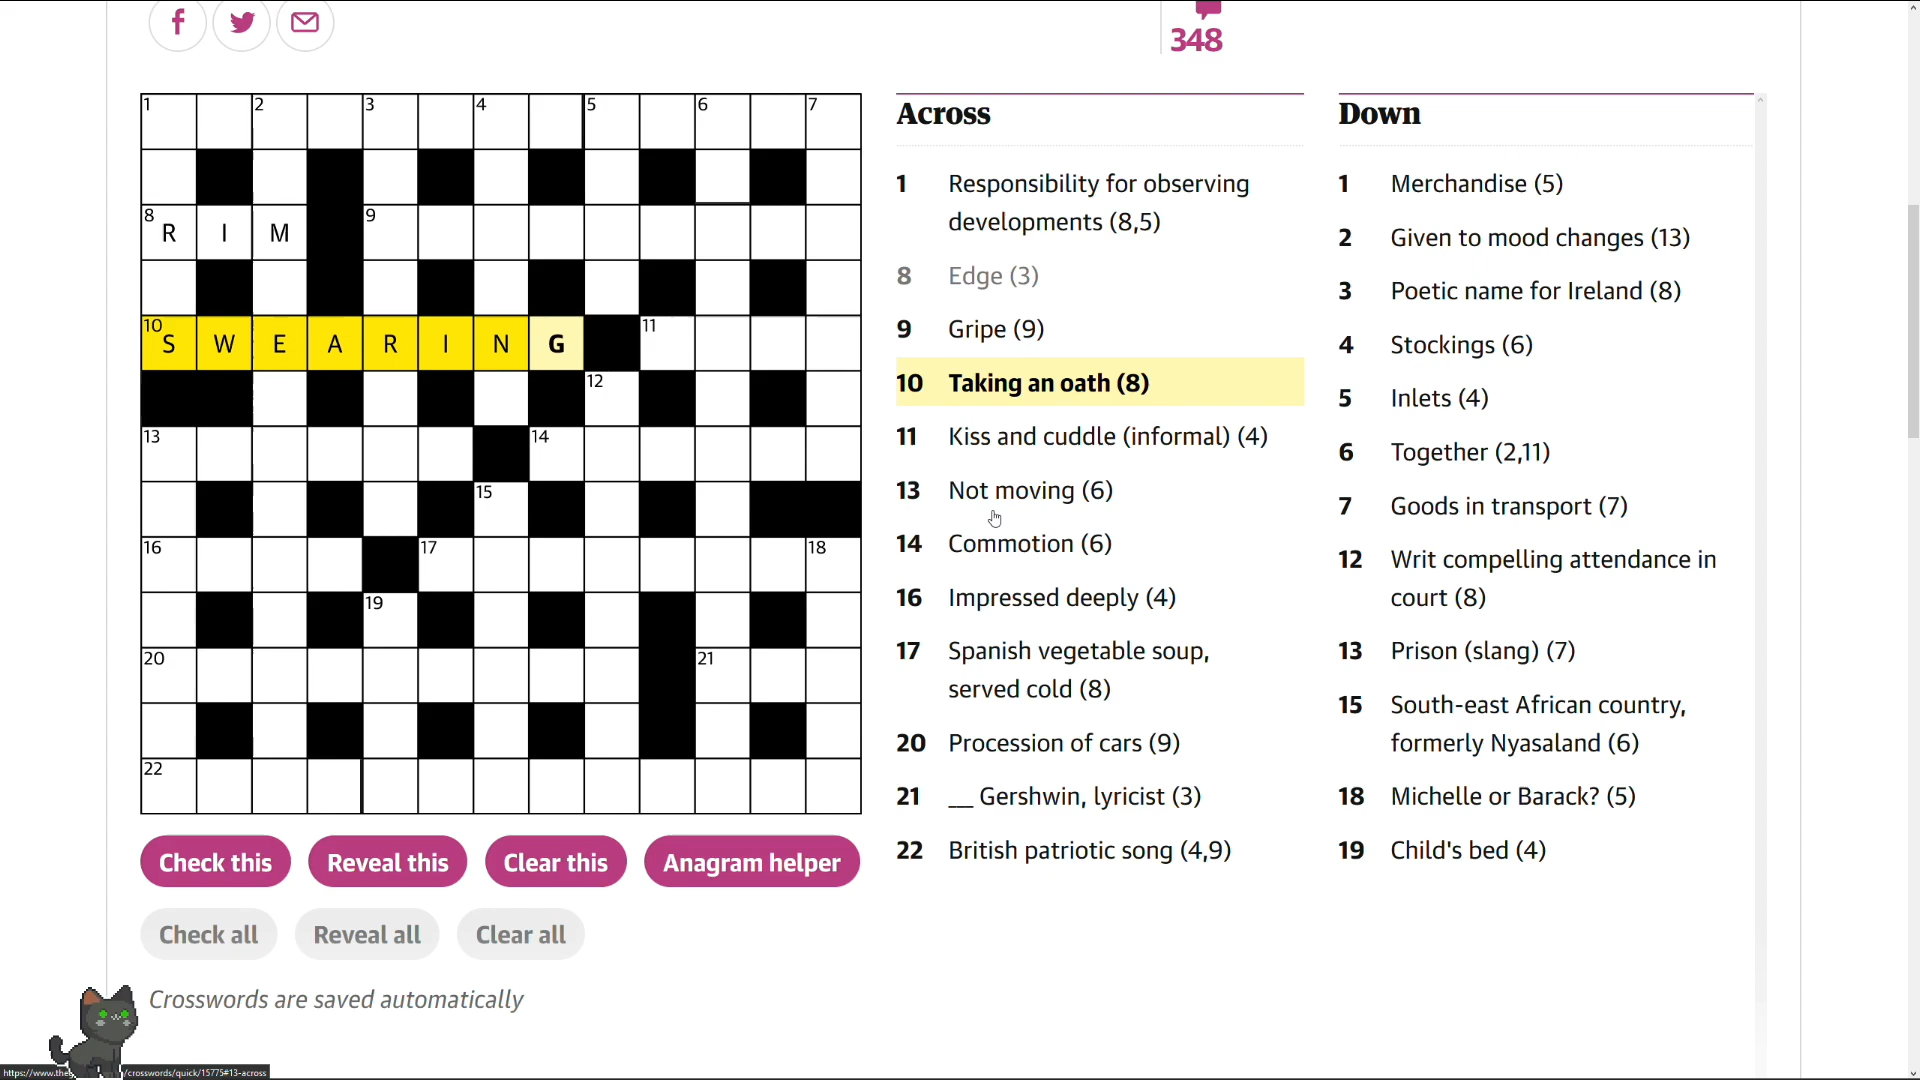 348
1 2 3 4 5 6 7
8 R I M 9
10 S W E A R I N G 11
12
13 14
15
16 17 18
19
20 21
22
Across
1 Responsibility for observing
developments (8,5)
8 Edge (3)
9 Gripe (9)
10 Taking an oath (8)
11 Kiss and cuddle (informal) (4)
13 Not moving (6)
14 Commotion (6)
16 Impressed deeply (4)
17 Spanish vegetable soup,
served cold (8)
20 Procession of cars (9)
21 __ Gershwin, lyricist (3)
22 British patriotic song (4,9)
Down
1 Merchandise (5)
2 Given to mood changes (13)
3 Poetic name for Ireland (8)
4 Stockings (6)
5 Inlets (4)
6 Together (2,11)
7 Goods in transport (7)
12 Writ compelling attendance in
court (8)
13 Prison (slang) (7)
15 South-east African country,
formerly Nyasaland (6)
18 Michelle or Barack? (5)
19 Child's bed (4)
Check this Reveal this Clear this Anagram helper
Check all Reveal all Clear all
Crosswords are saved automatically
/crosswords/quick/15775#13-across